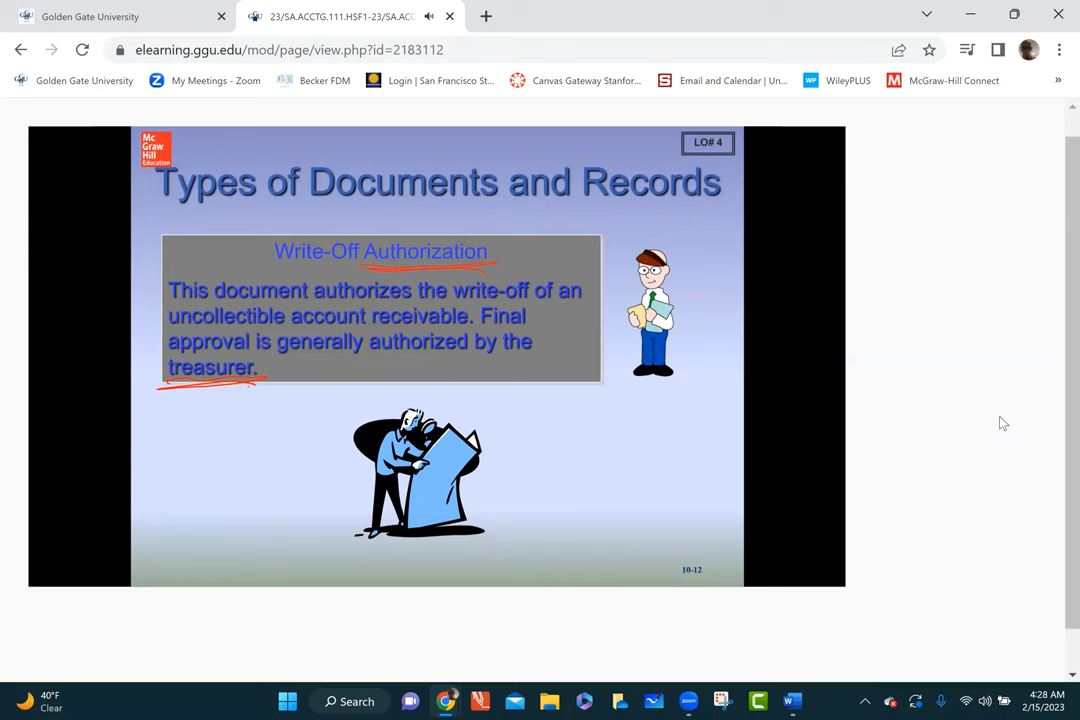 Golden Gate University
23/SA.ACCTG.111.HSF1-23/SA.ACC
elearning.ggu.edu/mod/page/view.php?id=2183112
Golden Gate University
My Meetings - Zoom
Becker FDM
Login | San Francisco St...
Canvas Gateway Stanfor...
Email and Calendar | Un...
WP WileyPLUS
M McGraw-Hill Connect
»
Mc
Graw
Hill
Education
LO# 4
Types of Documents and Records
Write-Off Authorization
This document authorizes the write-off of an
uncollectible account receivable. Final
approval is generally authorized by the
treasurer.
10-12
40°F
Clear
Search
zoom
4:28 AM
2/15/2023